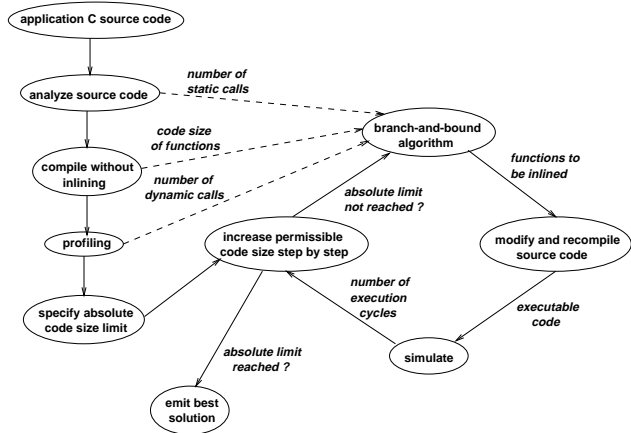 application C source code
number of
static calls
analyze source code
branch-and-bound
algorithm
code size
of functions
functions to
be inlined
compile without
inlining
number of
dynamic calls
absolute limit
not reached ?
profiling
increase permissible
code size step by step
modify and recompile
source code
number of
execution
cycles
specify absolute
code size limit
executable
code
absolute limit
reached ?
simulate
emit best
solution